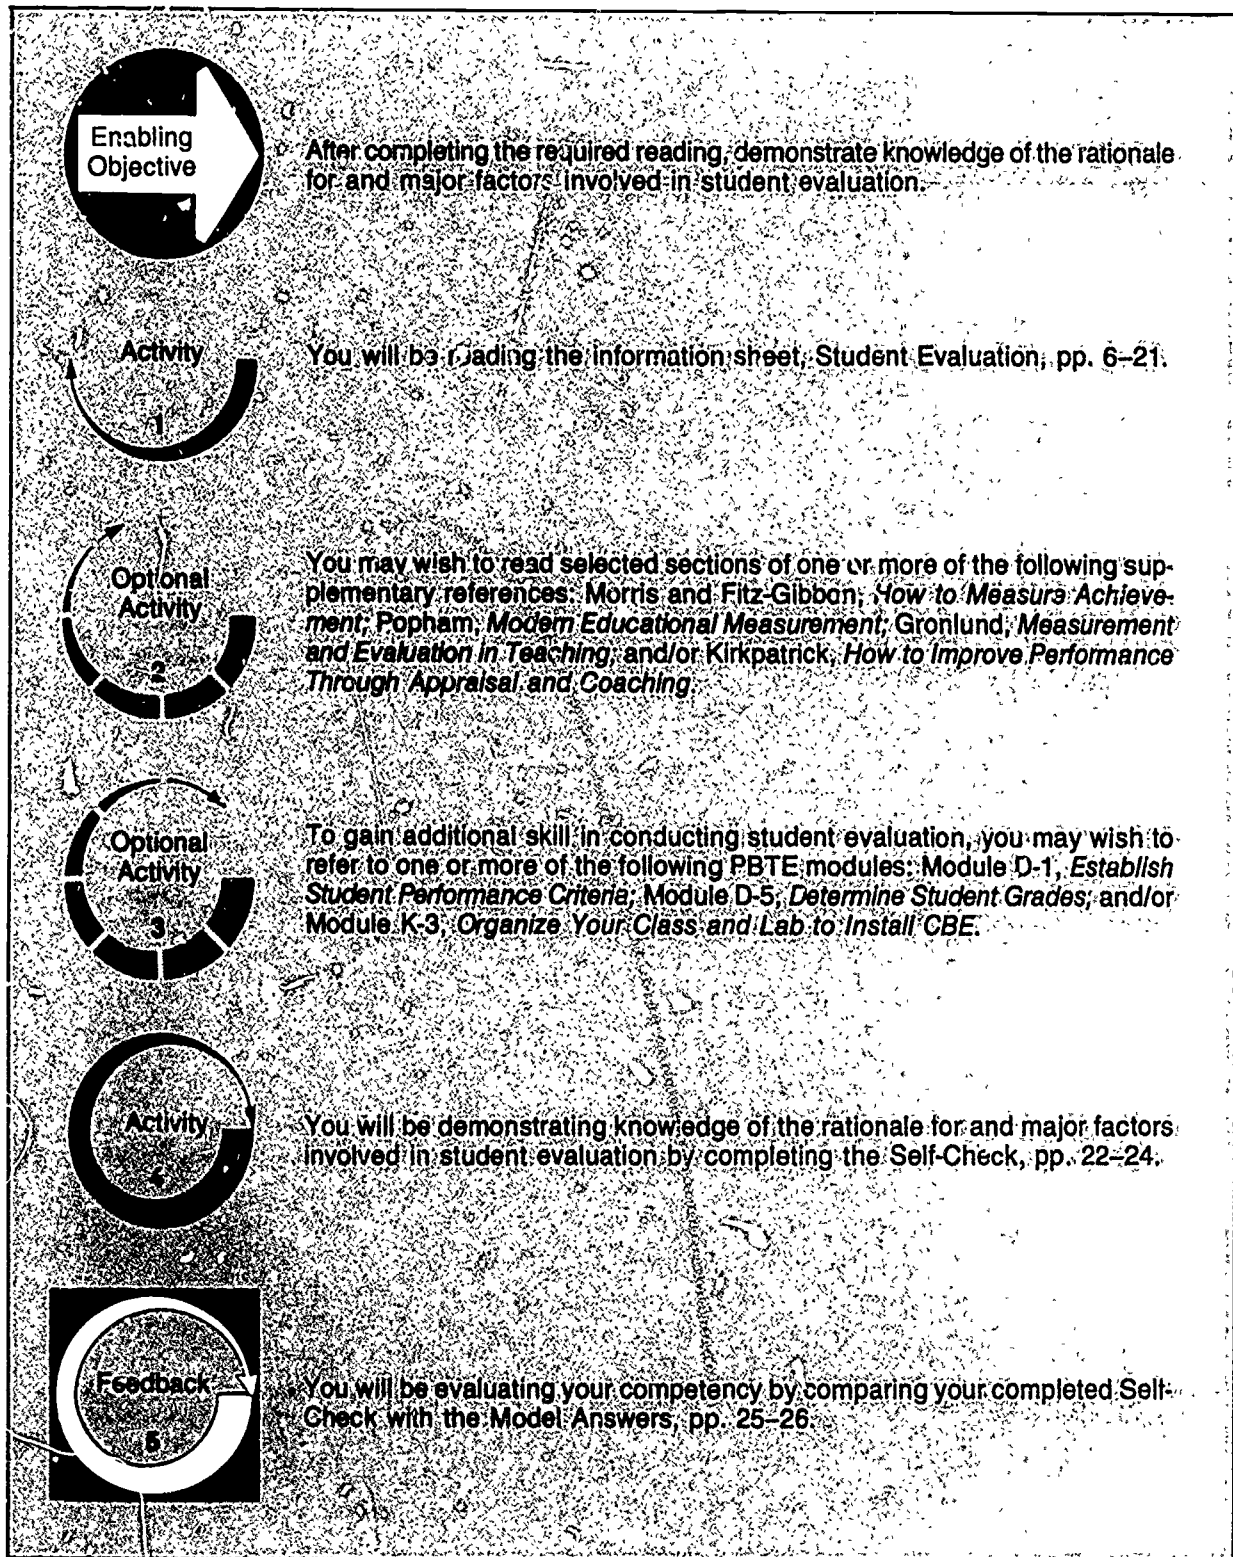 Enabling
Objective
After completing the required reading, demonstrate knowledge of the rationale
for and major factors involved in student evaluation.
Activity
1
You will be reading the information sheet, Student Evaluation, pp. 6–21.
Optional
Activity
2
You may wish to read selected sections of one or more of the following sup-
plementary references: Morris and Fitz-Gibbon, How to Measure Achieve-
ment; Popham, Modern Educational Measurement; Gronlund, Measurement
and Evaluation in Teaching; and/or Kirkpatrick, How to Improve Performance
Through Appraisal and Coaching.
Optional
Activity
3
To gain additional skill in conducting student evaluation, you may wish to
refer to one or more of the following PBTE modules: Module D-1, Establish
Student Performance Criteria; Module D-5, Determine Student Grades; and/or
Module K-3, Organize Your Class and Lab to Install CBE.
Activity
4
You will be demonstrating knowledge of the rationale for and major factors
involved in student evaluation by completing the Self-Check, pp. 22–24.
Feedback
5
You will be evaluating your competency by comparing your completed Self-
Check with the Model Answers, pp. 25–26.